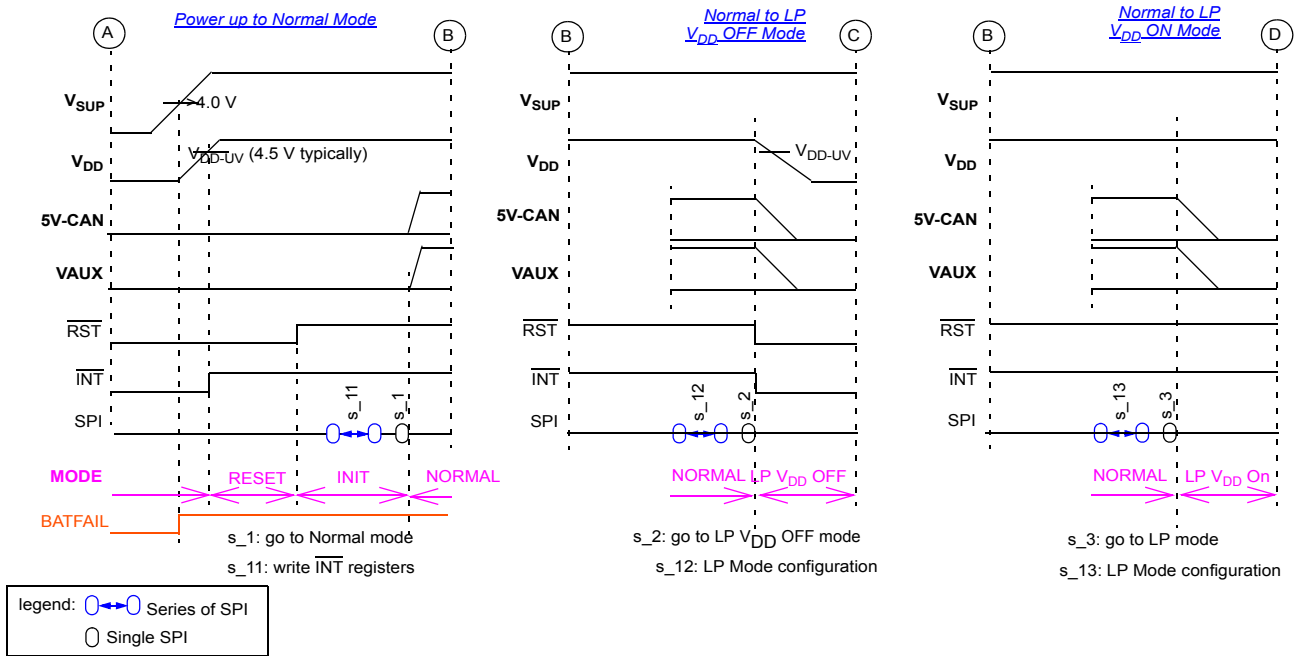 Power up to Normal Mode
A
B
VSUP
4.0 V
VDD
VDD-UV (4.5 V typically)
5V-CAN
VAUX
RST
INT
SPI
s_11
s_1
MODE
RESET
INIT
NORMAL
BATFAIL
s_1: go to Normal mode
s_11: write INT registers
legend:
Series of SPI
Single SPI
Normal to LP
VDD OFF Mode
B
C
VSUP
VDD
VDD-UV
5V-CAN
VAUX
RST
INT
SPI
s_12
s_2
NORMAL
LP VDD OFF
s_2: go to LP VDD OFF mode
s_12: LP Mode configuration
Normal to LP
VDD ON Mode
B
D
VSUP
VDD
5V-CAN
VAUX
RST
INT
SPI
s_13
s_3
NORMAL
LP VDD On
s_3: go to LP mode
s_13: LP Mode configuration